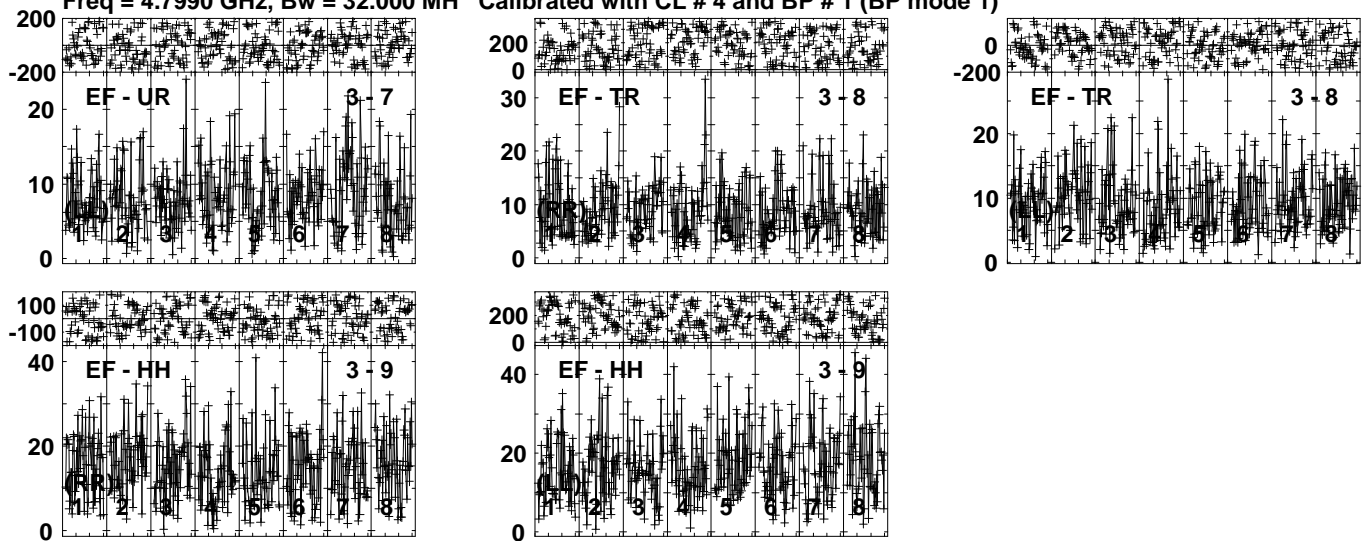 Freq = 4.7990 GHz, Bw = 32.000 MH Calibrated with CL # 4 and BP # 1 (BP mode 1)
200
-200
EF - UR 3 - 7
20
10
(LL)
1 2 3 4 5 6 7 8
0
200
0
30
EF - TR 3 - 8
20
10
(RR)
1 2 3 4 5 6 7 8
0
0
-200
EF - TR 3 - 8
20
10
(LL)
1 2 3 4 5 6 7 8
0
100
-100
40
EF - HH 3 - 9
20
(RR)
1 2 3 4 5 6 7 8
0
200
0
40
EF - HH 3 - 9
20
(LL)
1 2 3 4 5 6 7 8
0